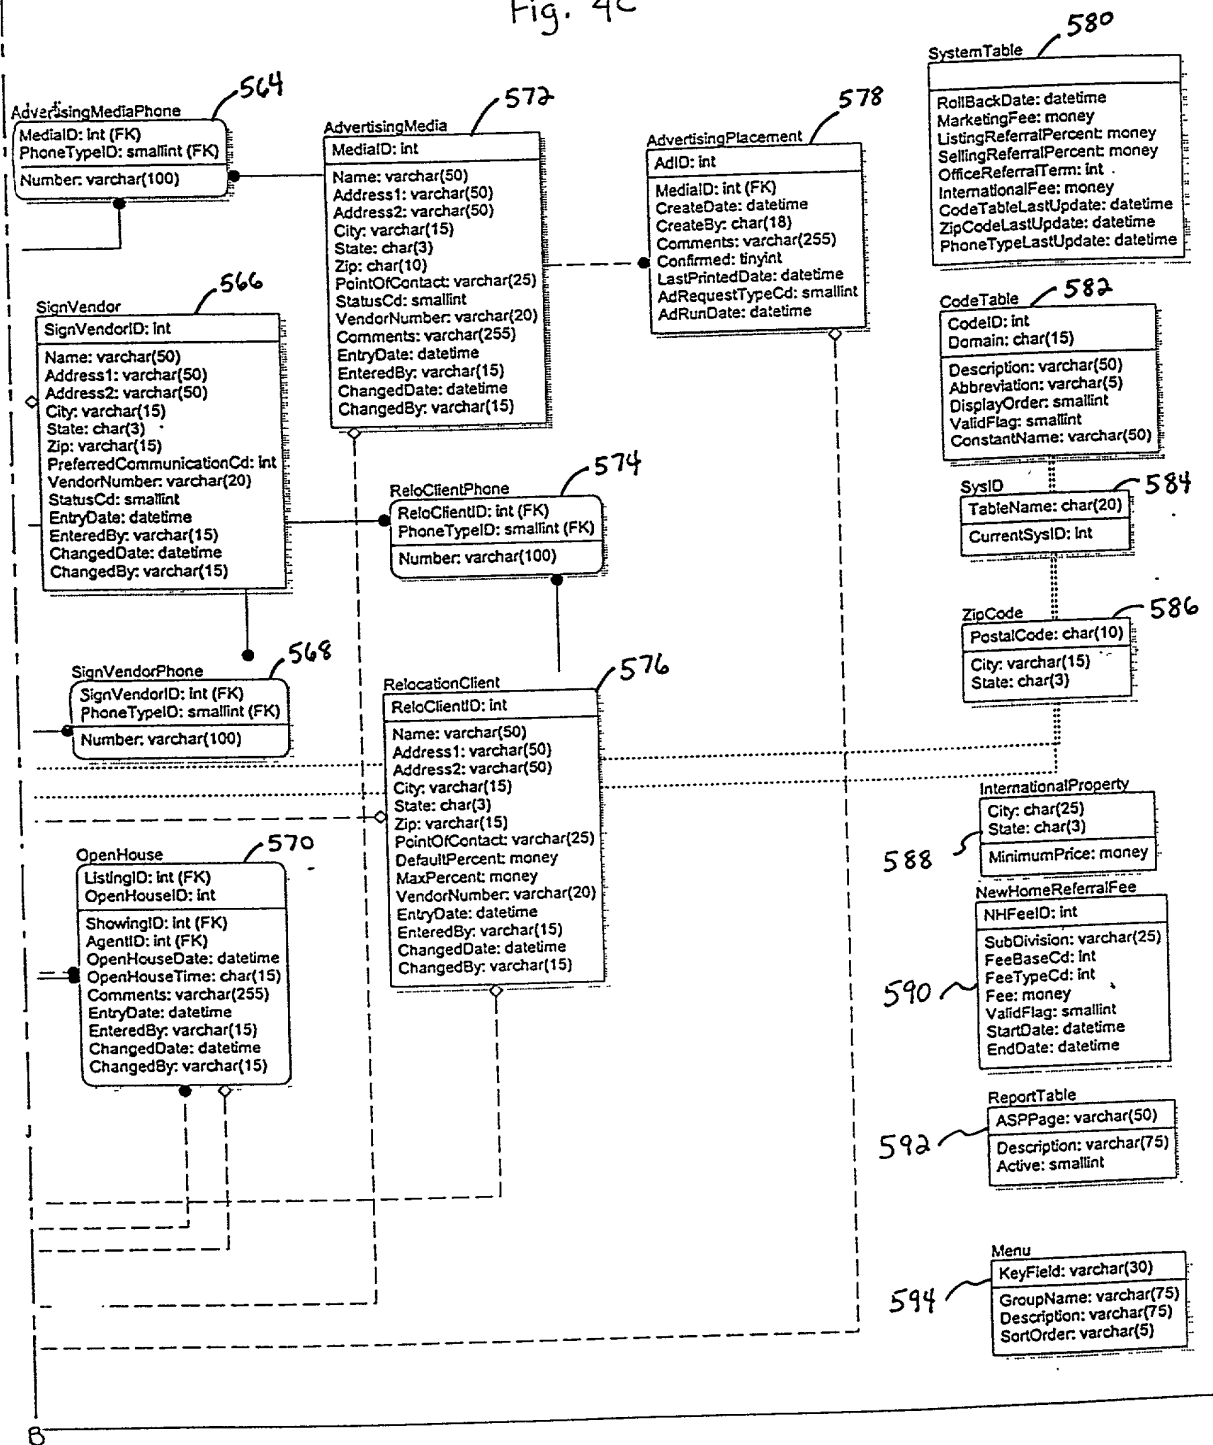 Fig. 4C
564
AdvertisingMediaPhone
MediaID: int (FK)
PhoneTypeID: smallint (FK)
Number: varchar(100)
572
AdvertisingMedia
MediaID: int
Name: varchar(50)
Address1: varchar(50)
Address2: varchar(50)
City: varchar(15)
State: char(3)
Zip: char(10)
PointOfContact: varchar(25)
StatusCd: smallint
VendorNumber: varchar(20)
Comments: varchar(255)
EntryDate: datetime
EnteredBy: varchar(15)
ChangedDate: datetime
ChangedBy: varchar(15)
578
AdvertisingPlacement
AdID: int
MediaID: int (FK)
CreateDate: datetime
CreateBy: char(18)
Comments: varchar(255)
Confirmed: tinyint
LastPrintedDate: datetime
AdRequestTypeCd: smallint
AdRunDate: datetime
580
SystemTable
RollBackDate: datetime
MarketingFee: money
ListingReferralPercent: money
SellingReferralPercent: money
OfficeReferralTerm: int
InternationalFee: money
CodeTableLastUpdate: datetime
ZipCodeLastUpdate: datetime
PhoneTypeLastUpdate: datetime
566
SignVendor
SignVendorID: int
Name: varchar(50)
Address1: varchar(50)
Address2: varchar(50)
City: varchar(15)
State: char(3)
Zip: varchar(15)
PreferredCommunicationCd: int
VendorNumber: varchar(20)
StatusCd: smallint
EntryDate: datetime
EnteredBy: varchar(15)
ChangedDate: datetime
ChangedBy: varchar(15)
582
CodeTable
CodeID: int
Domain: char(15)
Description: varchar(50)
Abbreviation: varchar(5)
DisplayOrder: smallint
ValidFlag: smallint
ConstantName: varchar(50)
574
ReloClientPhone
ReloClientID: int (FK)
PhoneTypeID: smallint (FK)
Number: varchar(100)
584
SysID
TableName: char(20)
CurrentSysID: int
586
ZipCode
PostalCode: char(10)
City: varchar(15)
State: char(3)
568
SignVendorPhone
SignVendorID: int (FK)
PhoneTypeID: smallint (FK)
Number: varchar(100)
576
RelocationClient
ReloClientID: int
Name: varchar(50)
Address1: varchar(50)
Address2: varchar(50)
City: varchar(15)
State: char(3)
Zip: varchar(15)
PointOfContact: varchar(25)
DefaultPercent: money
MaxPercent: money
VendorNumber: varchar(20)
EntryDate: datetime
EnteredBy: varchar(15)
ChangedDate: datetime
ChangedBy: varchar(15)
570
OpenHouse
ListingID: int (FK)
OpenHouseID: int
ShowingID: int (FK)
AgentID: int (FK)
OpenHouseDate: datetime
OpenHouseTime: char(15)
Comments: varchar(255)
EntryDate: datetime
EnteredBy: varchar(15)
ChangedDate: datetime
ChangedBy: varchar(15)
InternationalProperty
City: char(25)
State: char(3)
MinimumPrice: money
588
NewHomeReferralFee
NHFeeID: int
SubDivision: varchar(25)
FeeBaseCd: int
FeeTypeCd: int
Fee: money
ValidFlag: smallint
StartDate: datetime
EndDate: datetime
590
ReportTable
ASPPage: varchar(50)
Description: varchar(75)
Active: smallint
592
Menu
KeyField: varchar(30)
GroupName: varchar(75)
Description: varchar(75)
SortOrder: varchar(5)
594
B